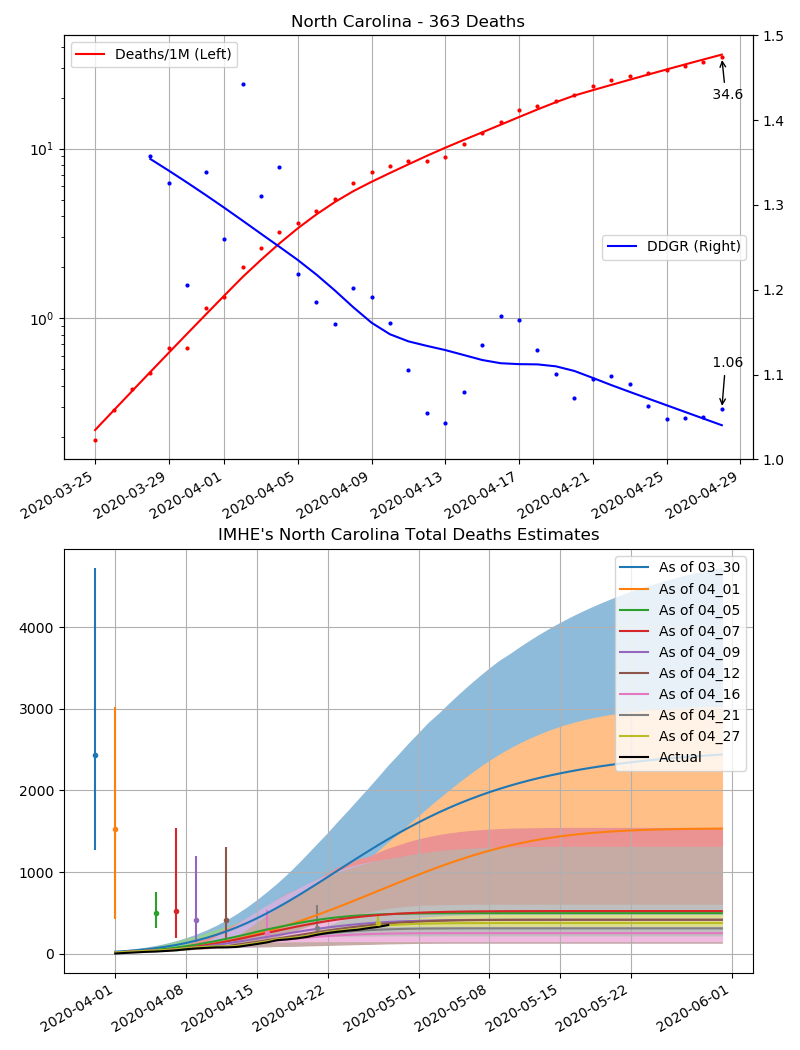 North Carolina - 363 Deaths
Deaths/1M (Left)
DDGR (Right)
34.6
1.06
10¹
10⁰
1.5
1.4
1.3
1.2
1.1
1.0
2020-03-25
2020-03-29
2020-04-01
2020-04-05
2020-04-09
2020-04-13
2020-04-17
2020-04-21
2020-04-25
2020-04-29
IMHE's North Carolina Total Deaths Estimates
4000
3000
2000
1000
0
As of 03_30
As of 04_01
As of 04_05
As of 04_07
As of 04_09
As of 04_12
As of 04_16
As of 04_21
As of 04_27
Actual
2020-04-01
2020-04-08
2020-04-15
2020-04-22
2020-05-01
2020-05-08
2020-05-15
2020-05-22
2020-06-01